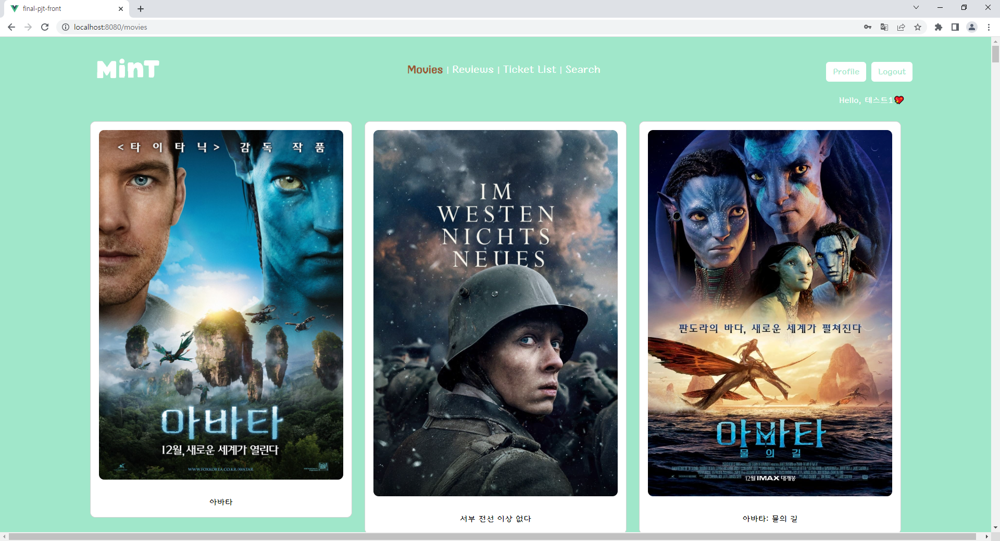 final-pjt-front
localhost:8080/movies
MinT
Movies | Reviews | Ticket List | Search
Profile
Logout
Hello, 테스트1
<타이타닉> 감독 작품
아바타
12월, 새로운 세계가 열린다
WWW.FOXKOREA.CO.KR/AVATAR
아바타
IM
WESTEN
NICHTS
NEUES
서부 전선 이상 없다
판도라의 바다, 새로운 세계가 펼쳐진다
아바타
물의 길
12월 IMAX 대개봉
아바타: 물의 길